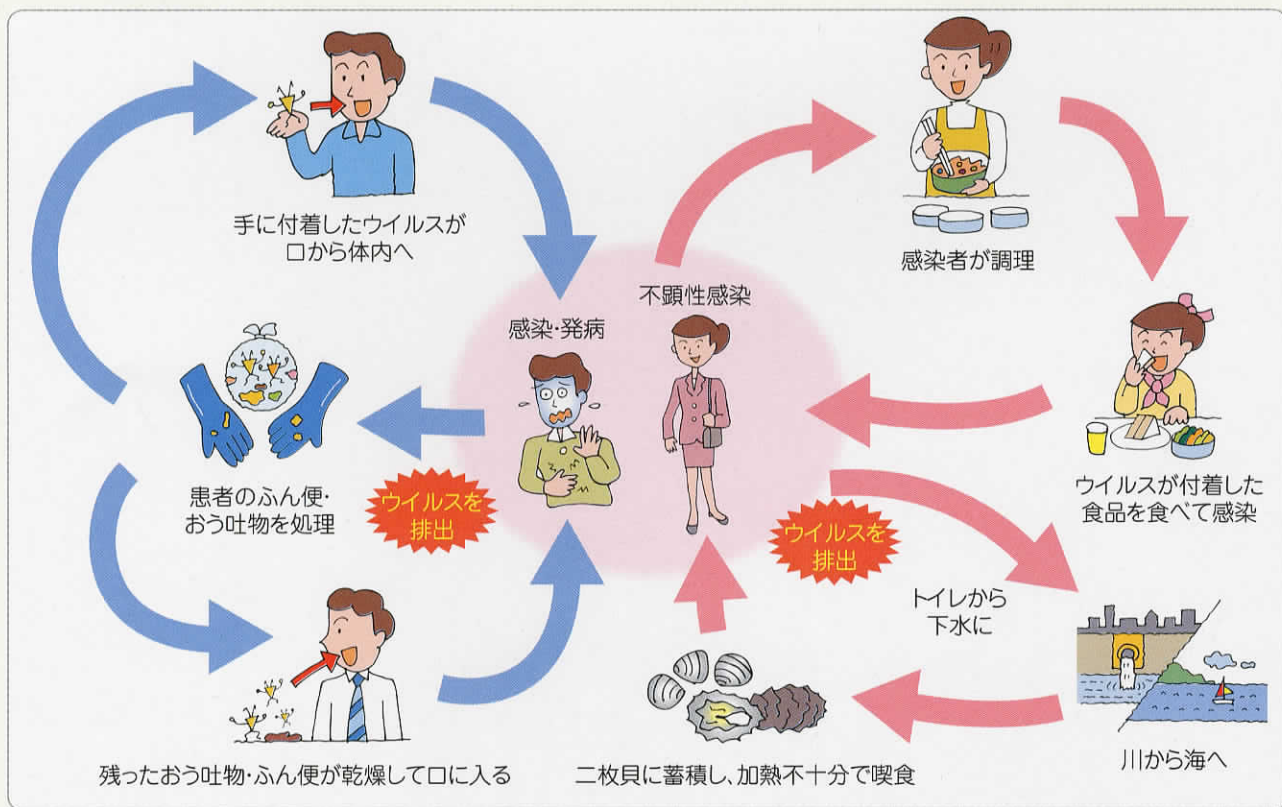 手に付着したウイルスが
口から体内へ
感染者が調理
不顕性感染
感染・発病
患者のふん便・
おう吐物を処理
ウイルスを
排出
ウイルスが付着した
食品を食べて感染
ウイルスを
排出
トイレから
下水に
残ったおう吐物・ふん便が乾燥して口に入る
二枚貝に蓄積し、加熱不十分で喫食
川から海へ